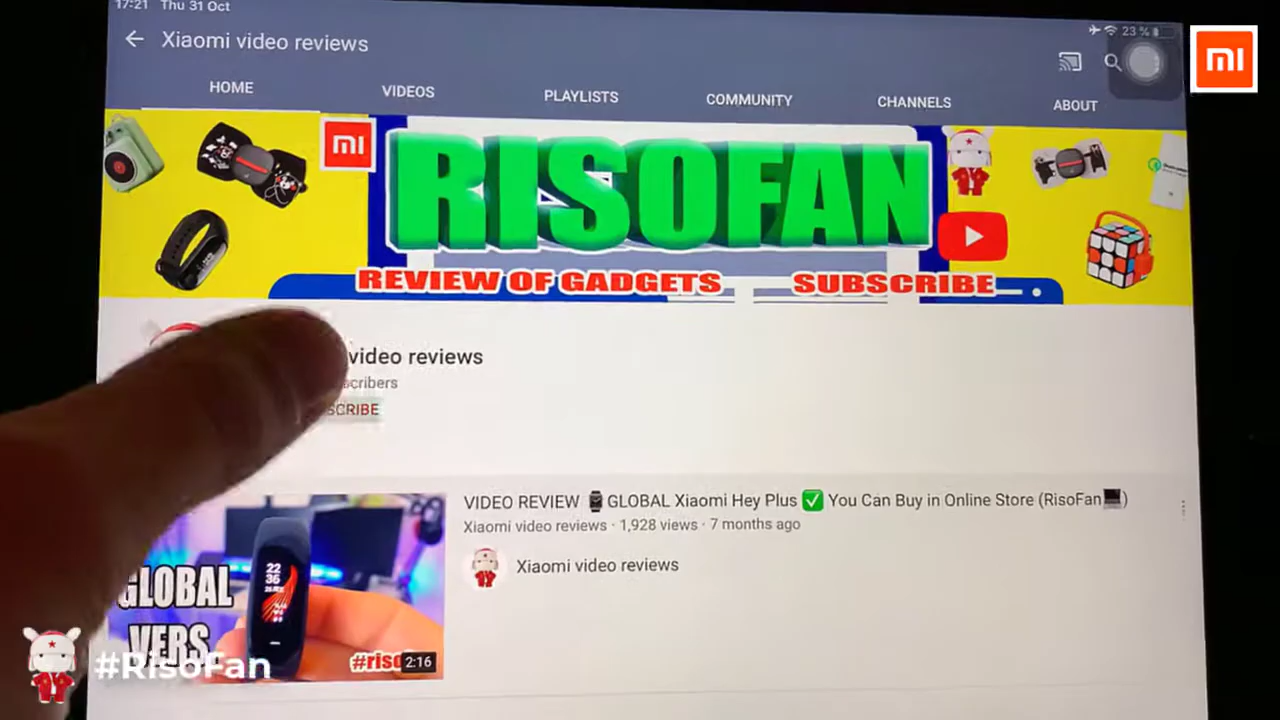 17:21 Thu 31 Oct
23 %
Xiaomi video reviews
HOME VIDEOS PLAYLISTS COMMUNITY CHANNELS ABOUT
mi
RISOFAN
REVIEW OF GADGETS SUBSCRIBE
video reviews
scribers
SCRIBE
VIDEO REVIEW GLOBAL Xiaomi Hey Plus ✅ You Can Buy in Online Store (RisoFan)
Xiaomi video reviews · 1,928 views · 7 months ago
Xiaomi video reviews
22
36
GLOBAL
VERS
#riso
2:16
#RisoFan
mi